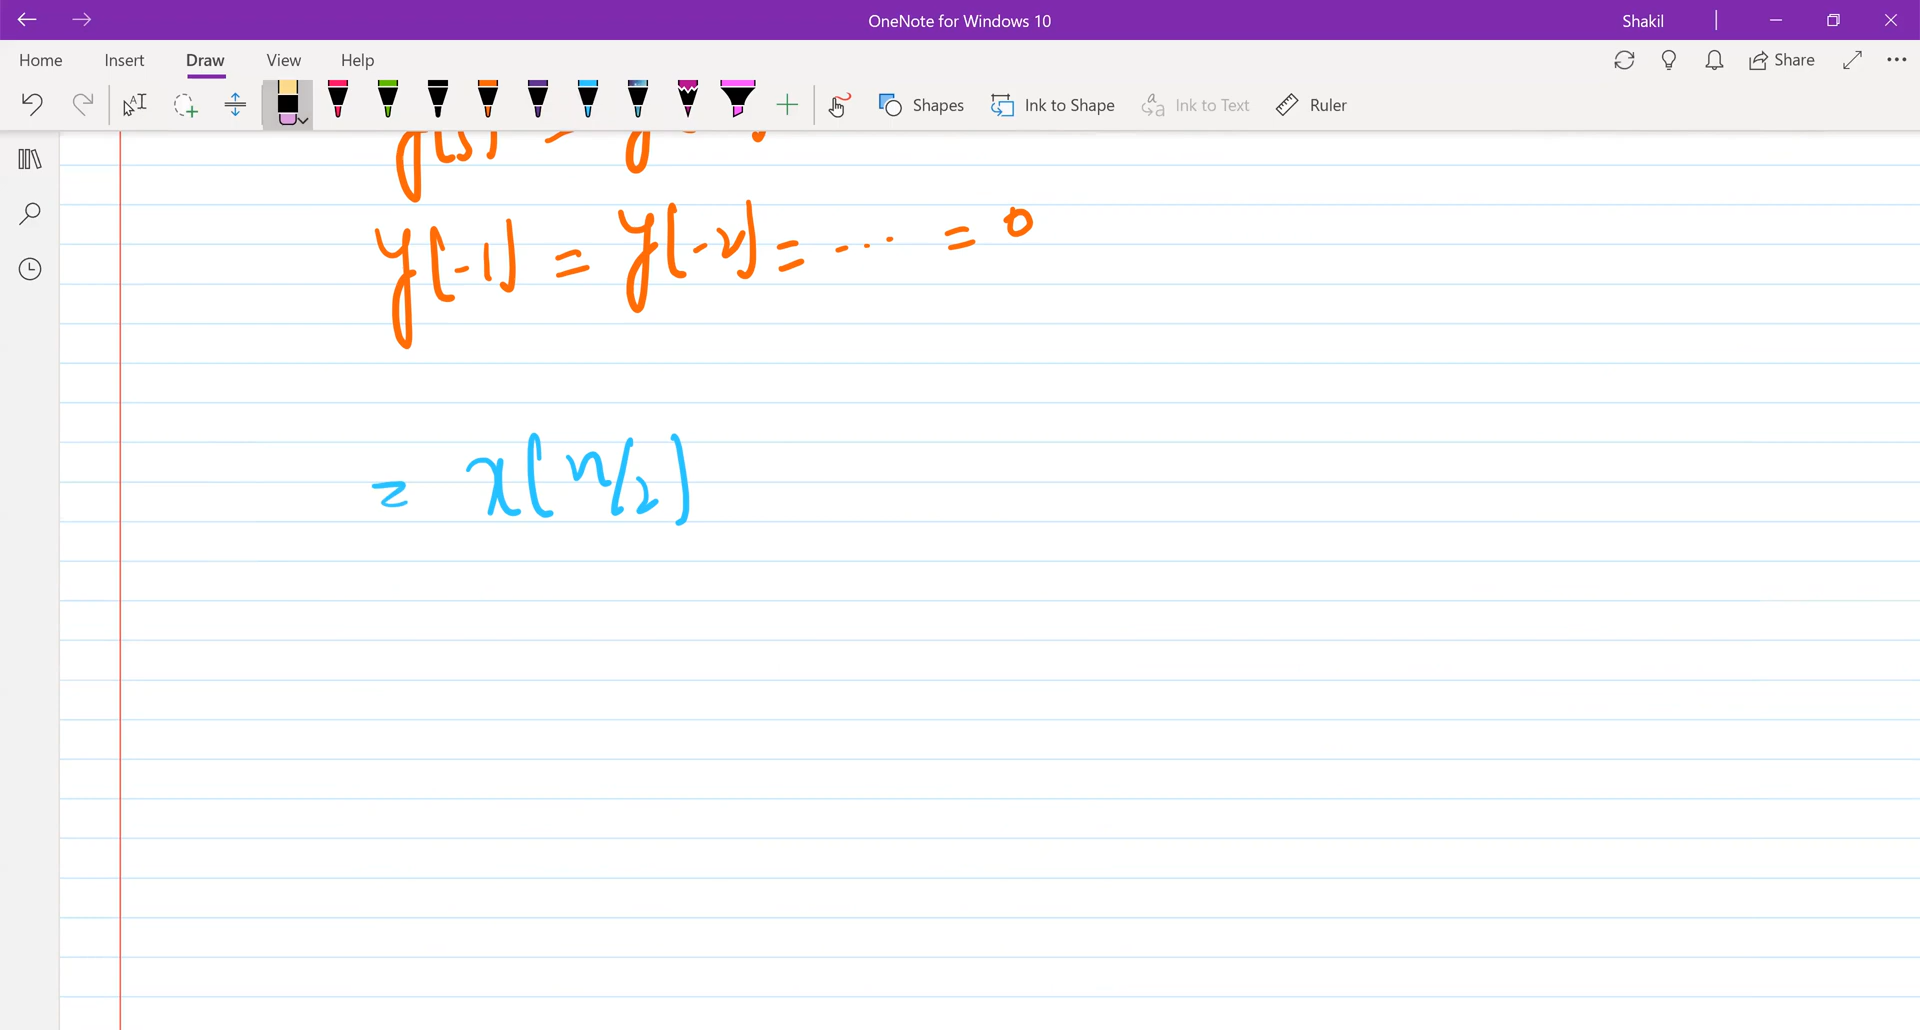 OneNote for Windows 10 Shakil
Home Insert Draw View Help Share
Shapes Ink to Shape Ink to Text Ruler
y[-1] = y[-2] = ... = 0
= x[n/2]